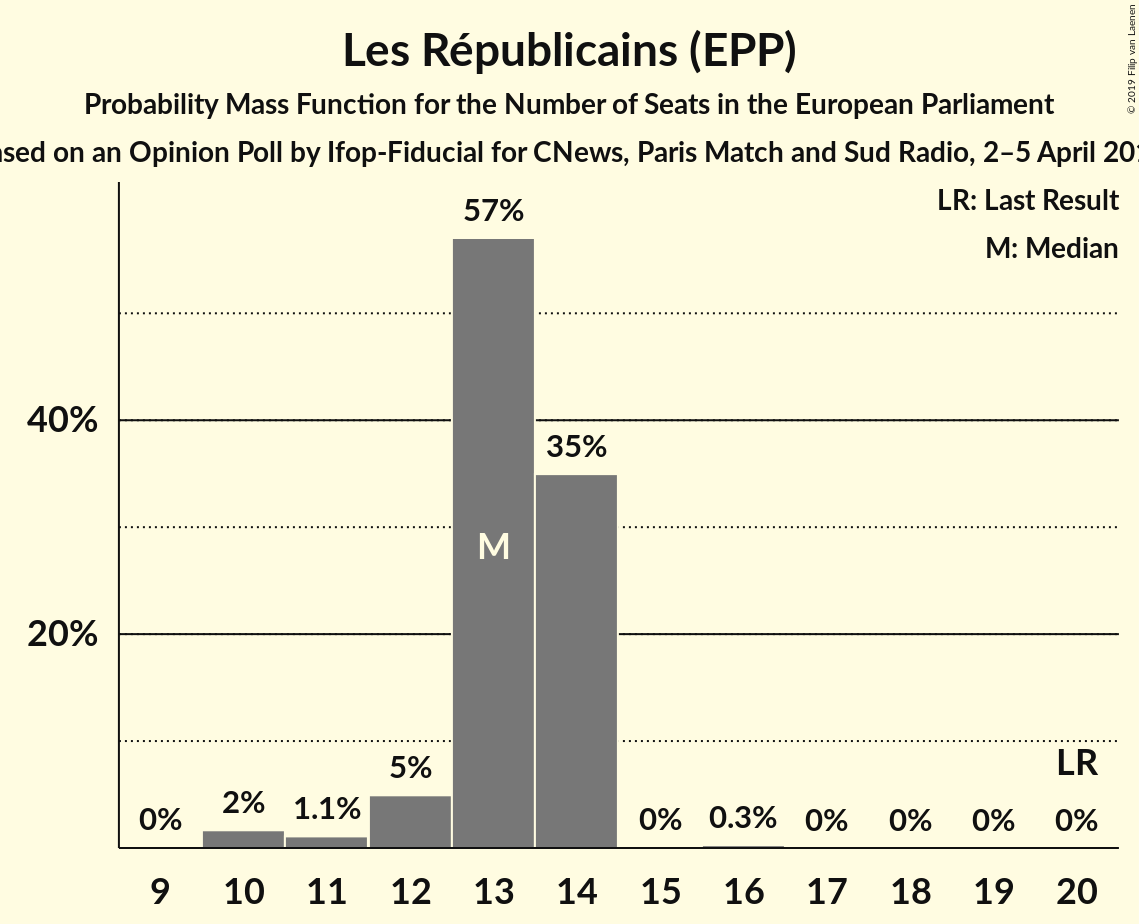 Les Républicains (EPP)
Probability Mass Function for the Number of Seats in the European Parliament
on an Opinion Poll by Ifop-Fiducial for CNews, Paris Match and Sud Radio, 2–5 April
© 2019 Filip van Laenen
LR: Last Result
M: Median
57%
40%
35%
M
20%
5%
LR
0%
2%
1.1%
0%
0.3%
0%
0%
0%
0%
9 10 11 12 13 14 15 16 17 18 19 20